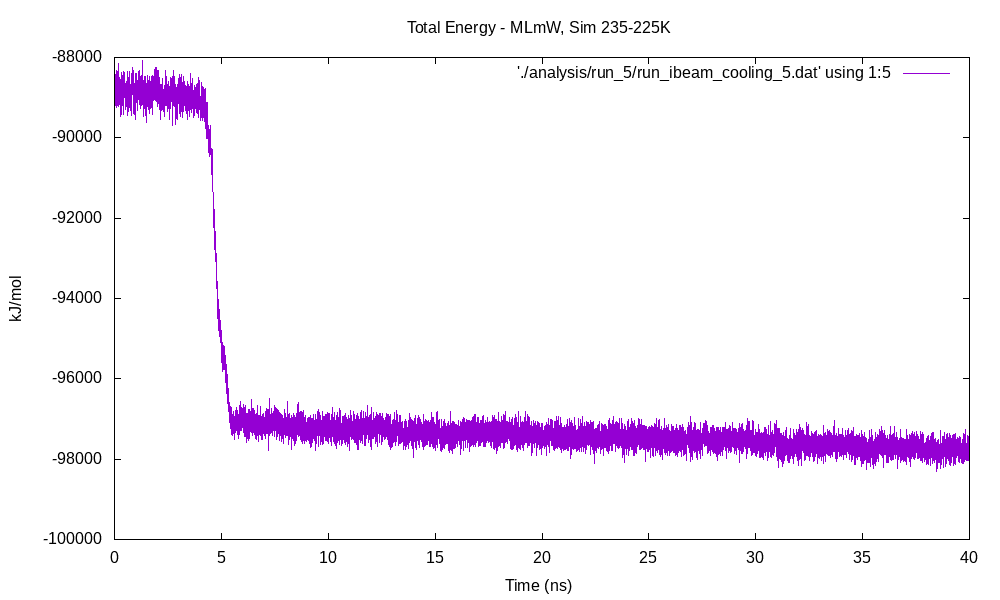 Total Energy - MLmW, Sim 235-225K
'./analysis/run_5/run_ibeam_cooling_5.dat' using 1:5
-88000
-90000
-92000
-94000
-96000
-98000
-100000
kJ/mol
0 5 10 15 20 25 30 35 40
Time (ns)